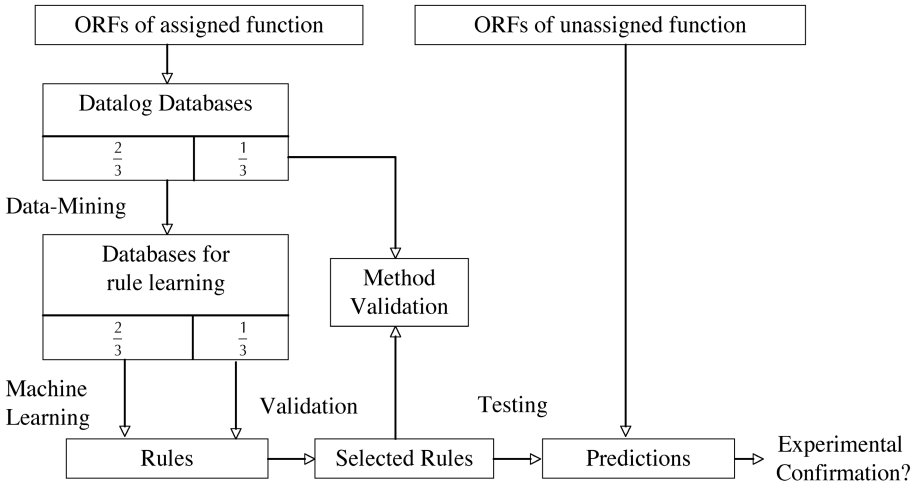 ORFs of assigned function
ORFs of unassigned function
Datalog Databases
2/3
1/3
Data-Mining
Databases for
rule learning
2/3
1/3
Method
Validation
Machine
Learning
Validation
Testing
Rules
Selected Rules
Predictions
Experimental
Confirmation?